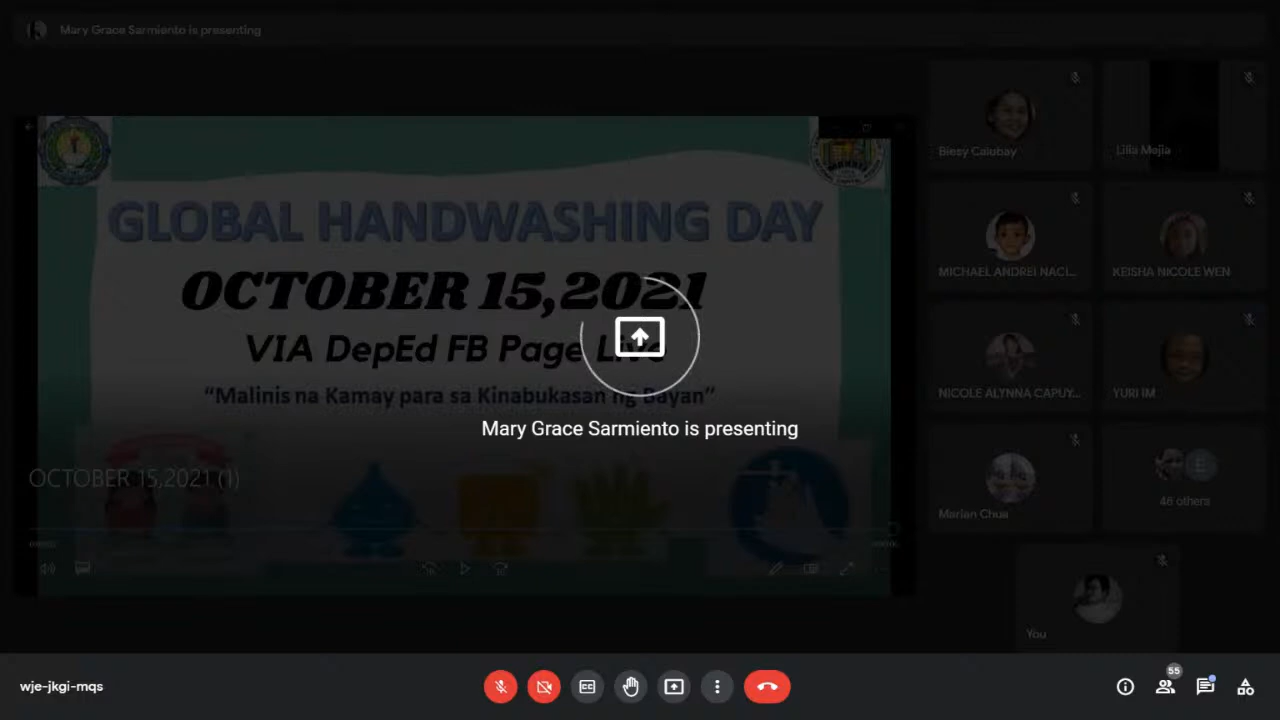 Mary Grace Sarmiento is presenting
GLOBAL HANDWASHING DAY
OCTOBER 15,2021
VIA DepEd FB Page Live
“Malinis na Kamay para sa Kinabukasan ng Bayan”
Mary Grace Sarmiento is presenting
OCTOBER 15,2021 (1)
Biesy Calubay
Lilia Mejia
MICHAEL ANDREI NACI...
KEISHA NICOLE WEN
NICOLE ALYNNA CAPUY...
YURI IM
Marian Chua
E
46 others
You
wje-jkgi-mqs
55